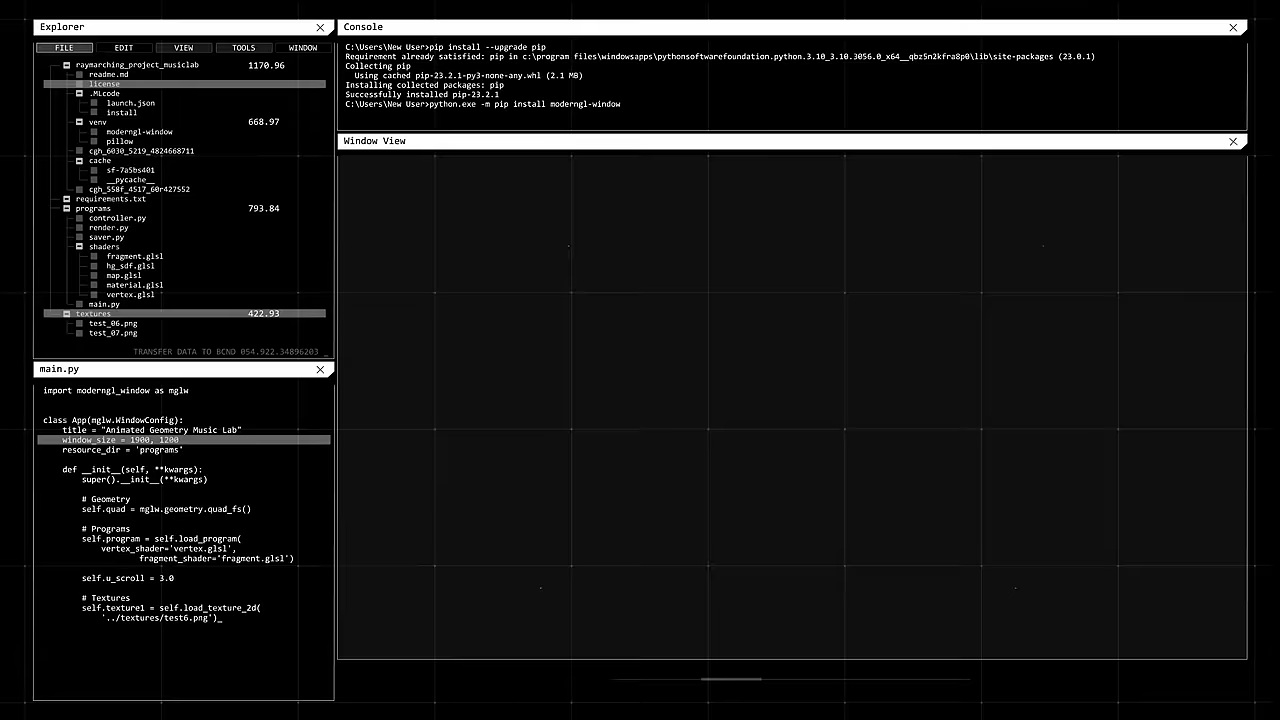 Explorer
FILE EDIT VIEW TOOLS WINDOW
raymarching_project_musiclab 1170.96
readme.md
license
.MLcode
launch.json
install
venv 668.97
moderngl-window
pillow
cgh_6030_5219_4824668711
cache
sf-7a5bs401
__pycache__
cgh_558f_4517_60r427552
requirements.txt
programs 793.84
controller.py
render.py
saver.py
shaders
fragment.glsl
hg_sdf.glsl
map.glsl
material.glsl
vertex.glsl
main.py
textures 422.93
test_06.png
test_07.png
TRANSFER DATA TO BCND 054.922.34896203 _
main.py
import moderngl_window as mglw
class App(mglw.WindowConfig):
title = "Animated Geometry Music Lab"
window_size = 1900, 1200
resource_dir = 'programs'
def __init__(self, **kwargs):
super().__init__(**kwargs)
# Geometry
self.quad = mglw.geometry.quad_fs()
# Programs
self.program = self.load_program(
vertex_shader='vertex.glsl',
fragment_shader='fragment.glsl')
self.u_scroll = 3.0
# Textures
self.texture1 = self.load_texture_2d(
'../textures/test6.png')_
Console
C:\Users\New User>pip install --upgrade pip
Requirement already satisfied: pip in c:\program files\windowsapps\pythonsoftwarefoundation.python.3.10_3.10.3056.0_x64__qbz5n2kfra8p0\lib\site-packages (23.0.1)
Collecting pip
Using cached pip-23.2.1-py3-none-any.whl (2.1 MB)
Installing collected packages: pip
Successfully installed pip-23.2.1
C:\Users\New User>python.exe -m pip install moderngl-window
Window View